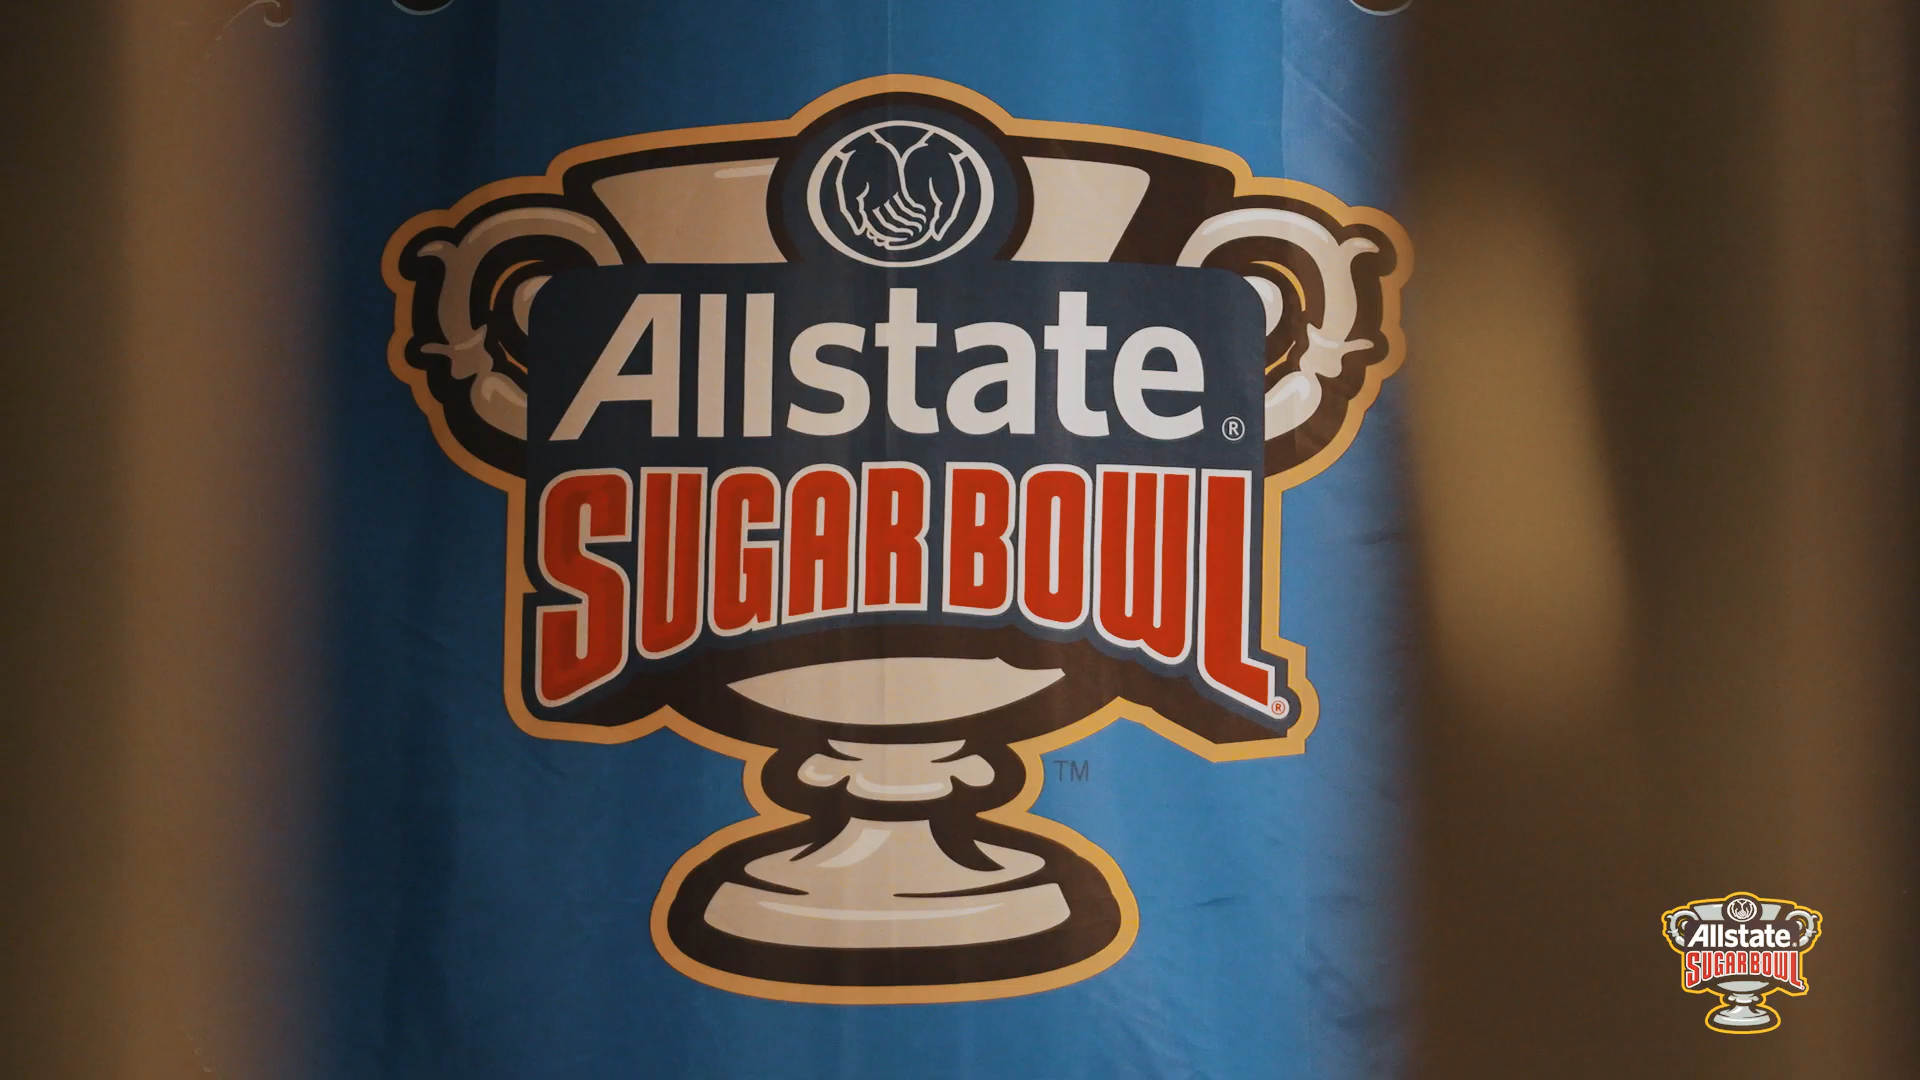 Allstate®
SUGAR BOWL®
TM
Allstate.
SUGAR BOWL